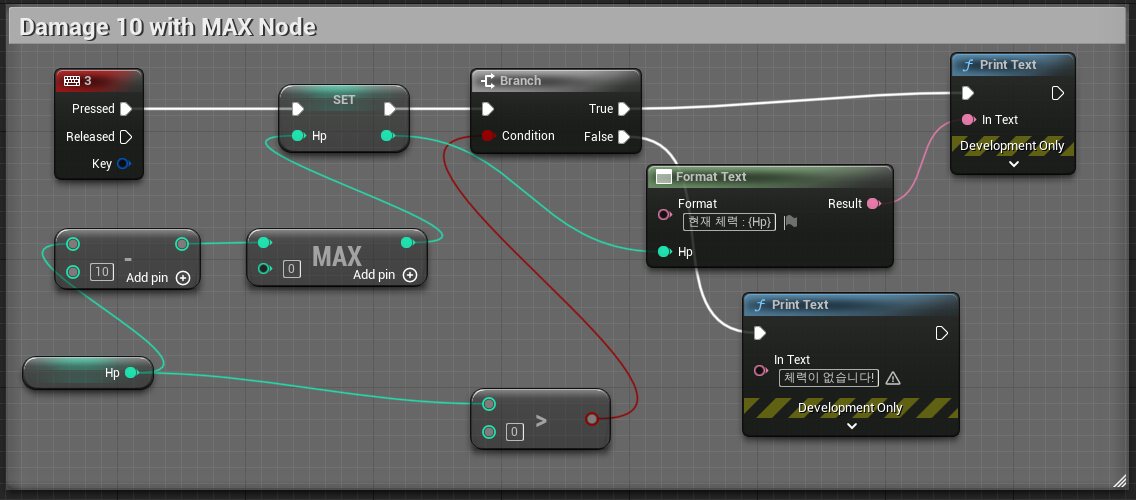 Damage 10 with MAX Node
3
Pressed
Released
Key
SET
Hp
Branch
True
Condition
False
Print Text
In Text
Development Only
Format Text
Format
현재 체력 : {Hp}
Result
Hp
-
10
Add pin
MAX
0
Add pin
Print Text
In Text
체력이 없습니다!
Development Only
Hp
>
0